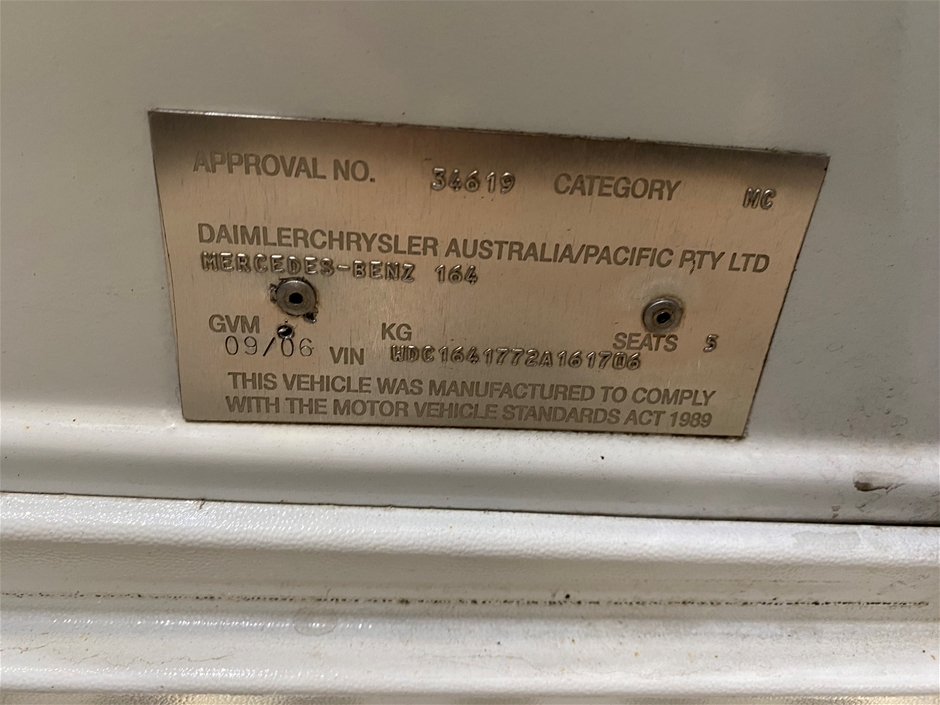 APPROVAL NO. 34619 CATEGORY MC
DAIMLERCHRYSLER AUSTRALIA/PACIFIC PTY LTD
MERCEDES-BENZ 164
GVM KG SEATS 5
09/06 VIN WDC1641772A161706
THIS VEHICLE WAS MANUFACTURED TO COMPLY
WITH THE MOTOR VEHICLE STANDARDS ACT 1989